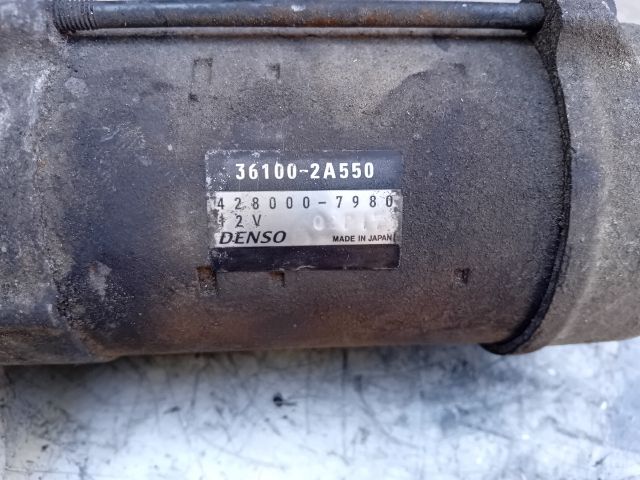 36100-2A550
428000-7980
12V
DENSO MADE IN JAPAN